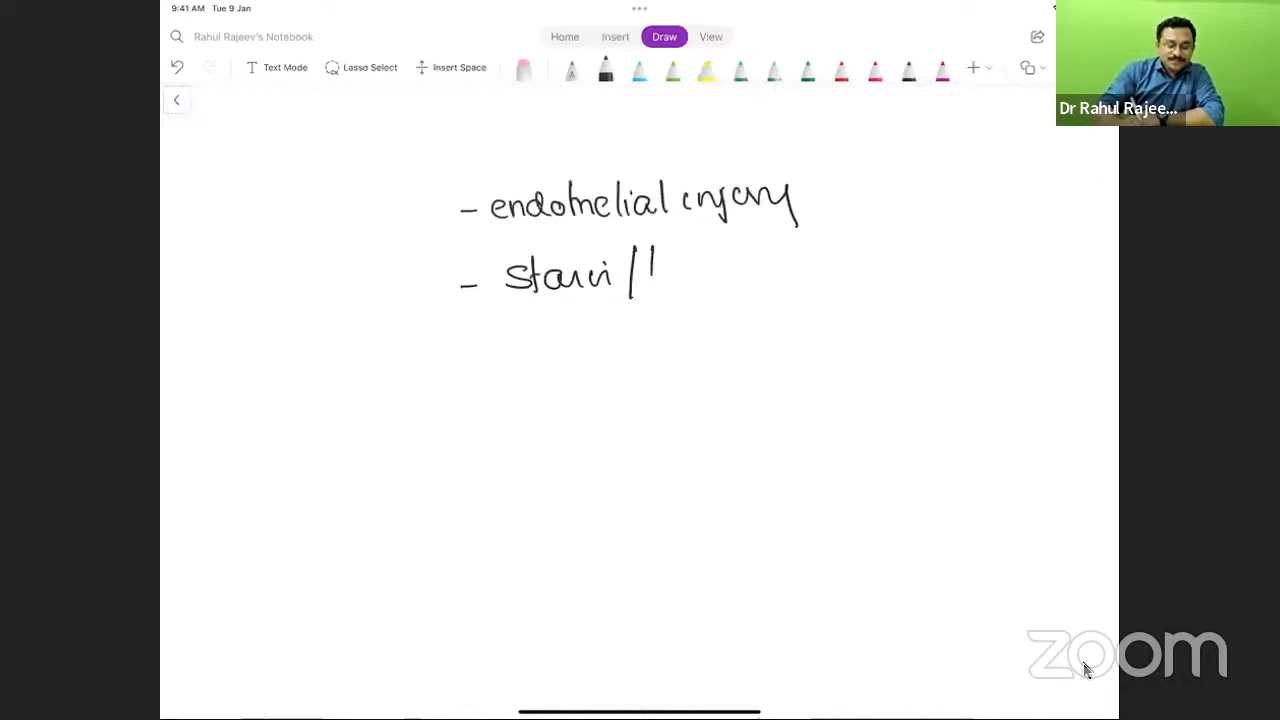 9:41 AM Tue 9 Jan
Rahul Rajeev's Notebook
Home Insert Draw View
Text Mode Lasso Select Insert Space
Dr Rahul Rajee...
- endothelial injury
-
zoom